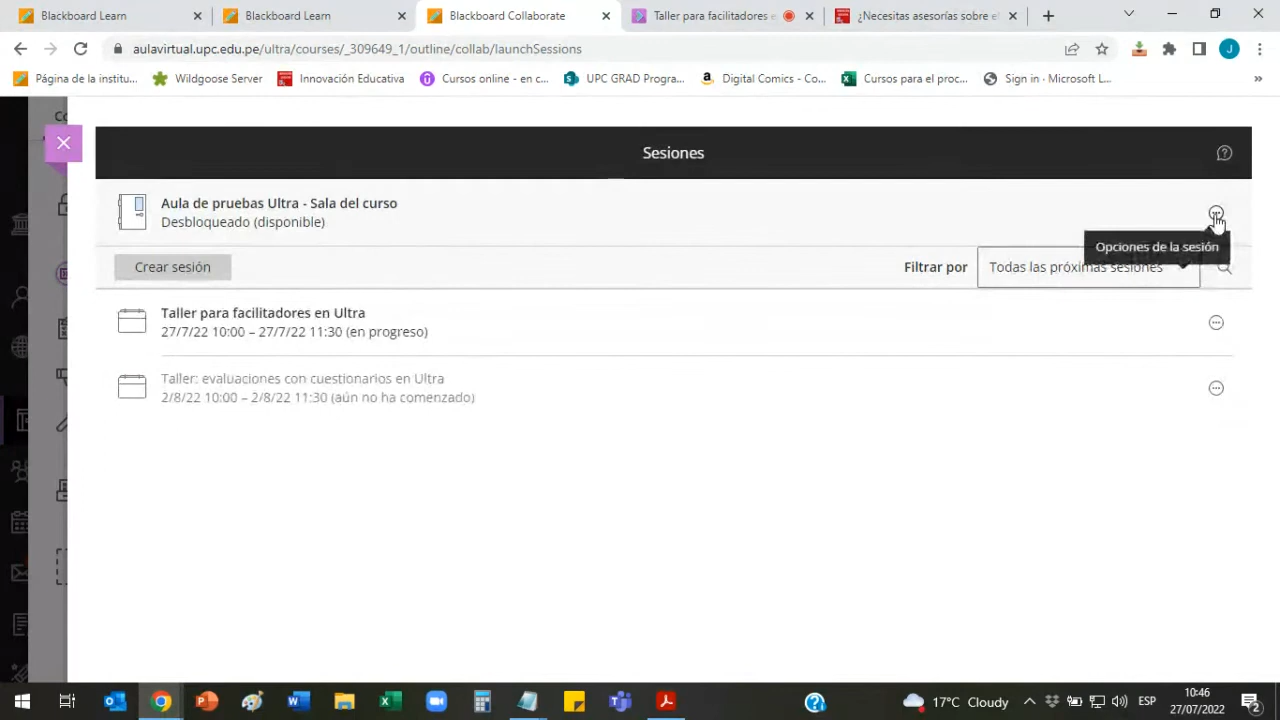 Blackboard Learn
Blackboard Learn
Blackboard Collaborate
Taller para facilitadores e
¿Necesitas asesorías sobre e
aulavirtual.upc.edu.pe/ultra/courses/_309649_1/outline/collab/launchSessions
J
Página de la institu...
Wildgoose Server
Innovación Educativa
Cursos online - en c...
UPC GRAD Progra...
Digital Comics - Co...
Cursos para el proc...
Sign in · Microsoft L...
»
Sesiones
Aula de pruebas Ultra - Sala del curso
Desbloqueado (disponible)
Opciones de la sesión
Crear sesión
Filtrar por
Todas las próximas sesiones
Taller para facilitadores en Ultra
27/7/22 10:00 – 27/7/22 11:30 (en progreso)
Taller: evaluaciones con cuestionarios en Ultra
2/8/22 10:00 – 2/8/22 11:30 (aún no ha comenzado)
17°C Cloudy
ESP
10:46
27/07/2022
2